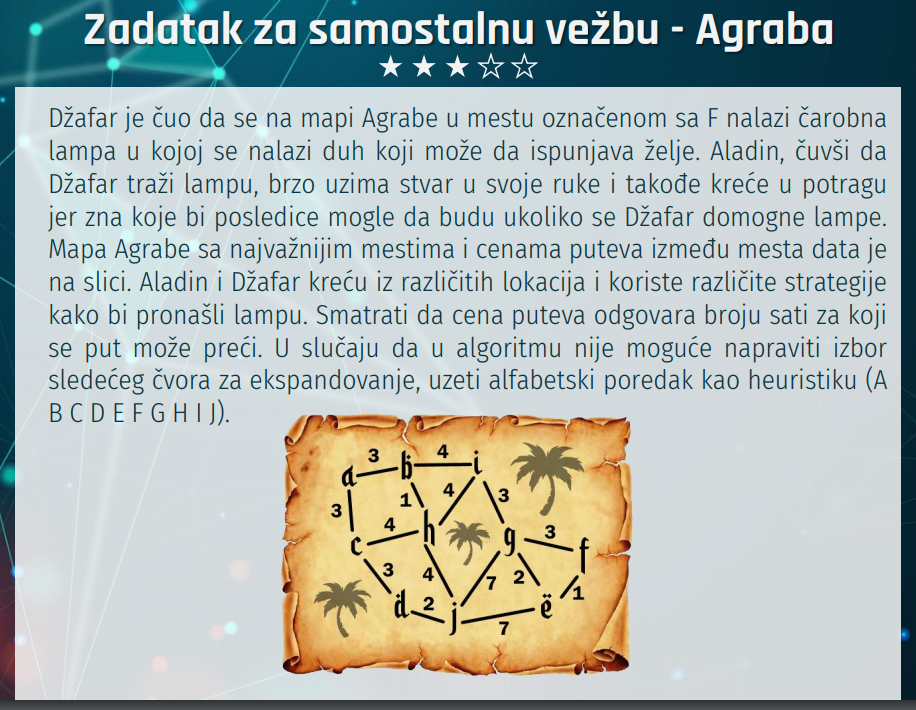 Zadatak za samostalnu vežbu - Agraba
★ ★ ★ ☆ ☆
Džafar je čuo da se na mapi Agrabe u mestu označenom sa F nalazi čarobna
lampa u kojoj se nalazi duh koji može da ispunjava želje. Aladin, čuvši da
Džafar traži lampu, brzo uzima stvar u svoje ruke i takođe kreće u potragu
jer zna koje bi posledice mogle da budu ukoliko se Džafar domogne lampe.
Mapa Agrabe sa najvažnijim mestima i cenama puteva između mesta data je
na slici. Aladin i Džafar kreću iz različitih lokacija i koriste različite strategije
kako bi pronašli lampu. Smatrati da cena puteva odgovara broju sati za koji
se put može preći. U slučaju da u algoritmu nije moguće napraviti izbor
sledećeg čvora za ekspandovanje, uzeti alfabetski poredak kao heuristiku (A
B C D E F G H I J).
a 3 b 4 i
3 1 4 3
c 4 h g 3 f
3 4 7 2 1
d 2 j 7 ë